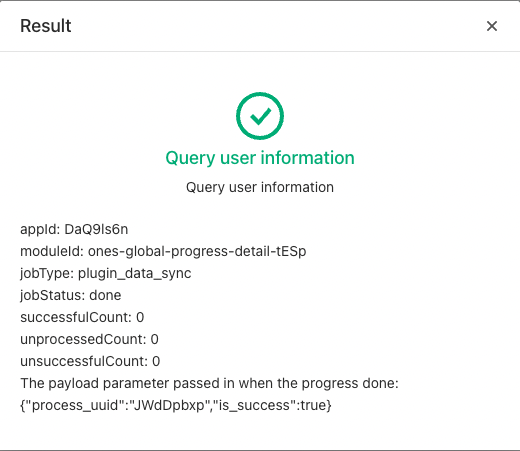 Result
Query user information
Query user information
appId: DaQ9Is6n
moduleId: ones-global-progress-detail-tESp
jobType: plugin_data_sync
jobStatus: done
successfulCount: 0
unprocessedCount: 0
unsuccessfulCount: 0
The payload parameter passed in when the progress done:
{"process_uuid":"JWdDpbxp","is_success":true}